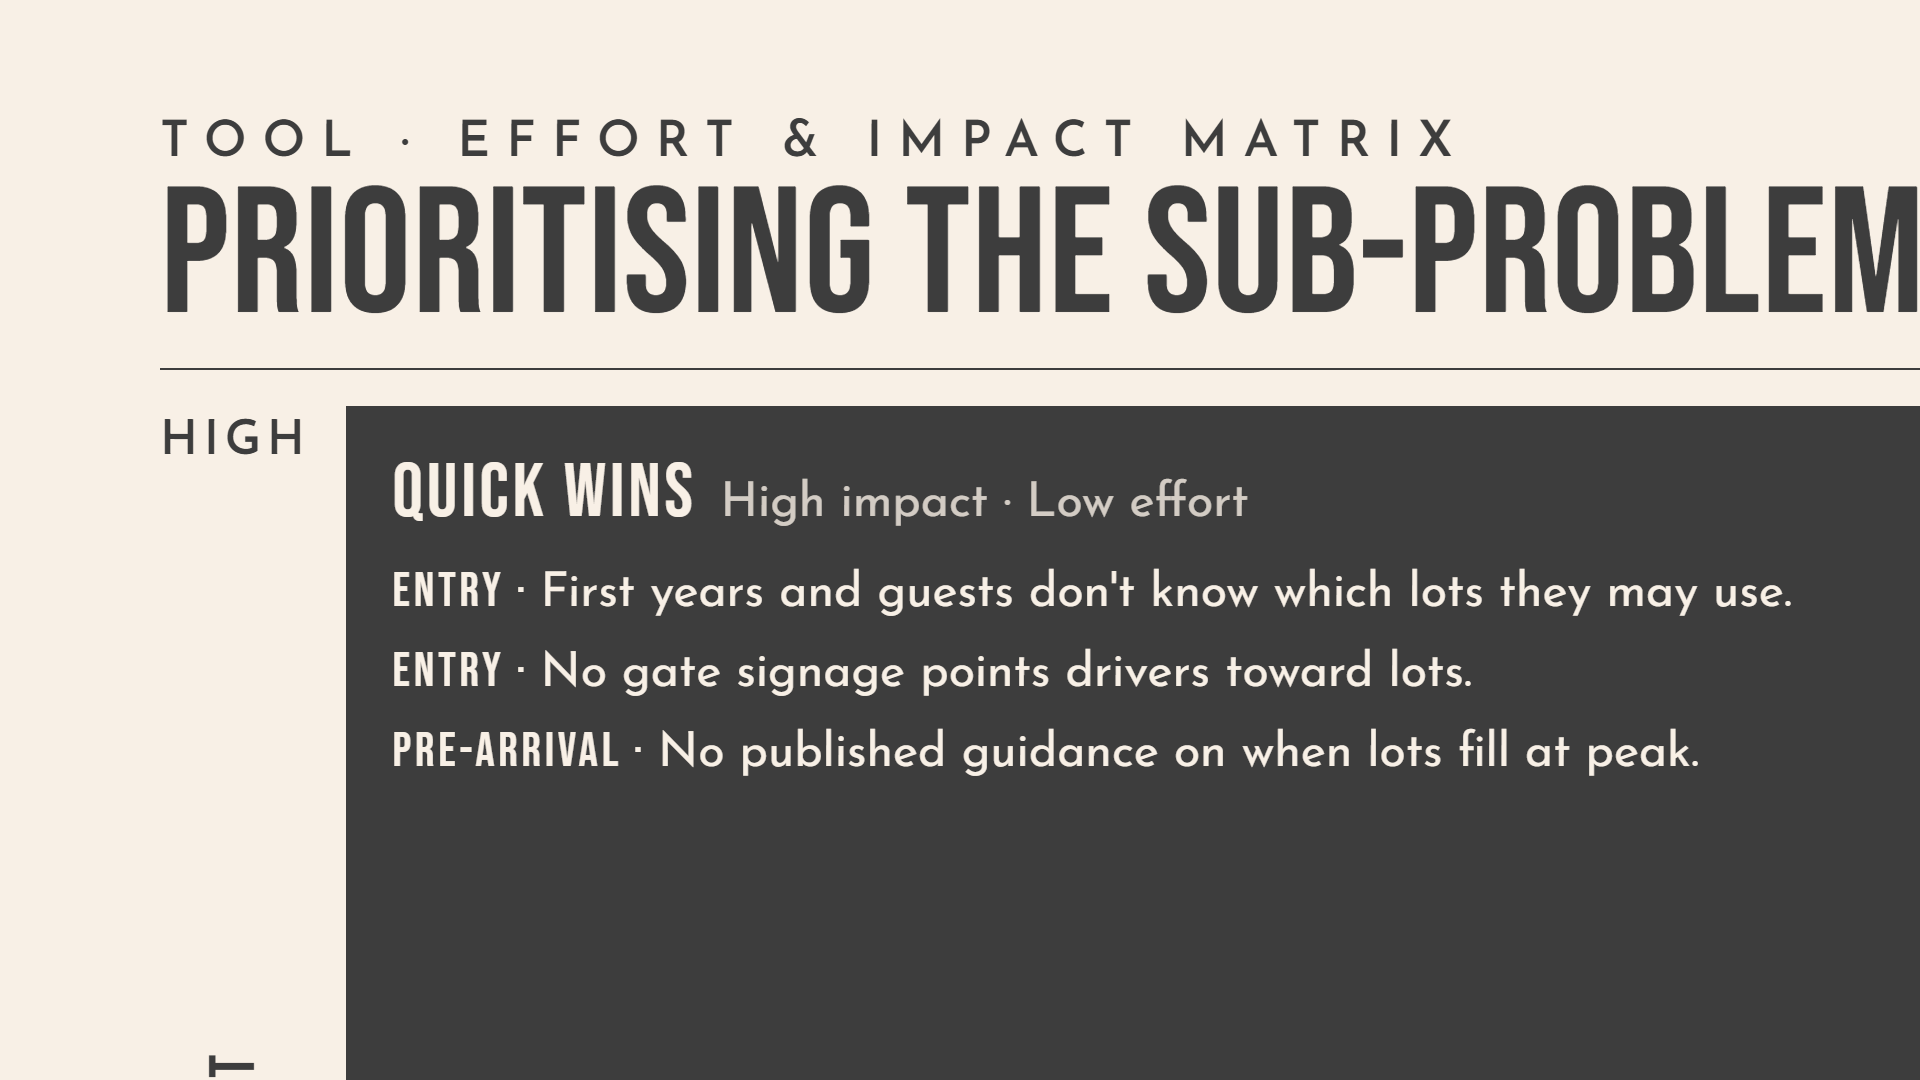 TOOL · EFFORT & IMPACT MATRIX
PRIORITISING THE SUB-PROBLEM
HIGH
QUICK WINS High impact · Low effort
ENTRY · First years and guests don't know which lots they may use.
ENTRY · No gate signage points drivers toward lots.
PRE-ARRIVAL · No published guidance on when lots fill at peak.
T